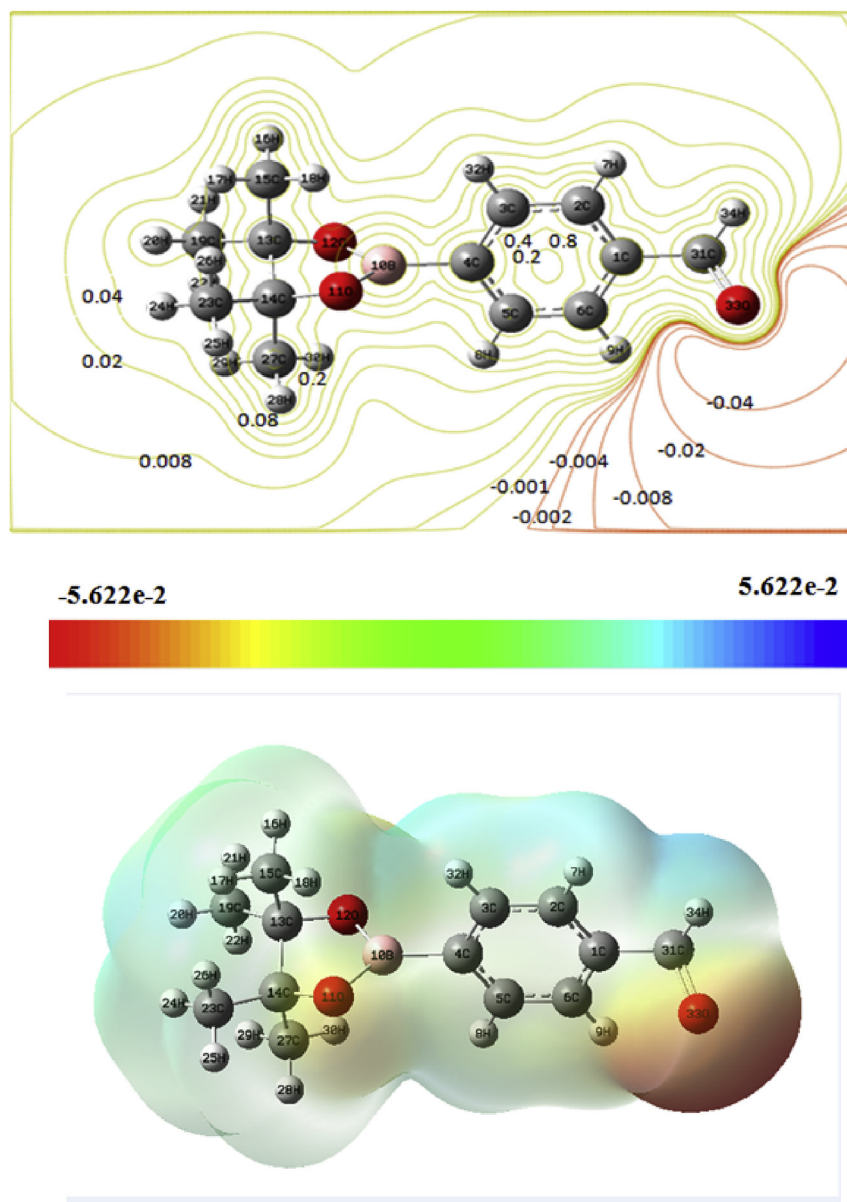 16H
7H
32H
17H 15C 18H
21H
3C 2C
34H
20H 19C 13C 12O
0.4 0.8
31C
26H
10B 4C 0.2 1C
0.04
14C 11O
24H 23C
5C 6C
33O
25H
0.02
29H 27C 30H
8H 9H
0.2
28H
0.08
-0.04
0.008
-0.02
-0.004
-0.001
-0.008
-0.002
-5.622e-2 5.622e-2
16H
21H
17H 15C 18H
32H 7H
20H 19C
13C 12O
3C 2C
34H
22H
10B 4C 1C 31C
26H
24H 23C
14C 11O
5C 6C
33O
29H 27C 30H
8H 9H
25H
28H